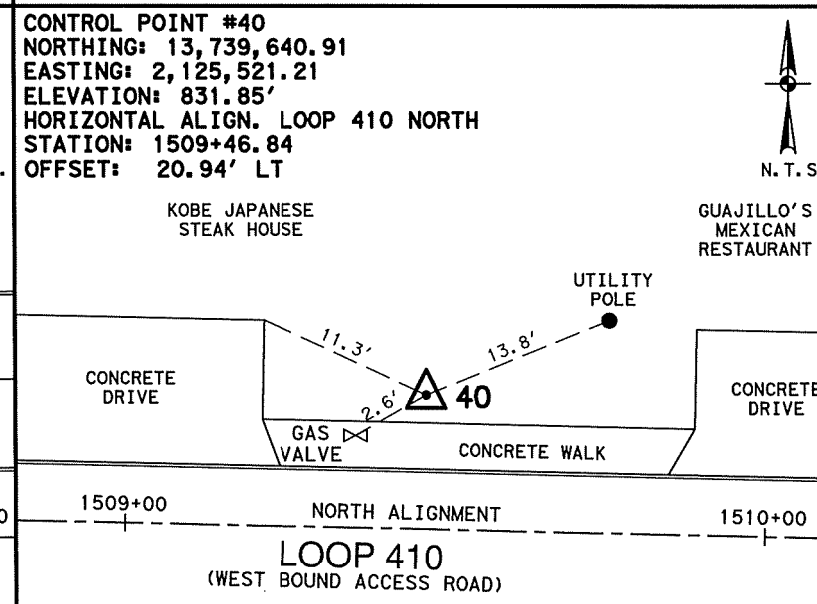 CONTROL POINT #40
NORTHING: 13,739,640.91
EASTING: 2,125,521.21
ELEVATION: 831.85'
HORIZONTAL ALIGN. LOOP 410 NORTH
STATION: 1509+46.84
OFFSET: 20.94' LT
N.T.S
KOBE JAPANESE
STEAK HOUSE
GUAJILLO'S
MEXICAN
RESTAURANT
UTILITY
POLE
11.3'
13.8'
CONCRETE
DRIVE
2.6'
40
CONCRETE
DRIVE
GAS
VALVE
CONCRETE WALK
1509+00
NORTH ALIGNMENT
1510+00
LOOP 410
(WEST BOUND ACCESS ROAD)